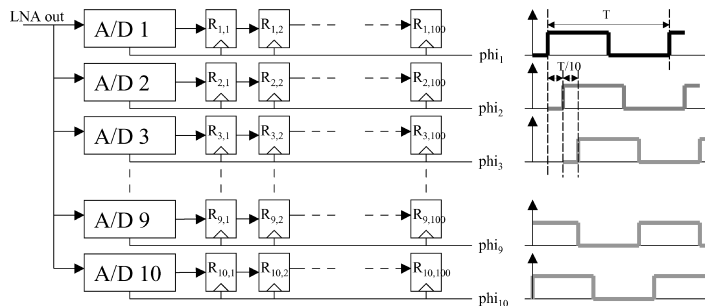 LNA out
A/D 1 R1,1 R1,2 R1,100 phi1
T
A/D 2 R2,1 R2,2 R2,100 phi2
T/10
A/D 3 R3,1 R3,2 R3,100 phi3
A/D 9 R9,1 R9,2 R9,100 phi9
A/D 10 R10,1 R10,2 R10,100 phi10